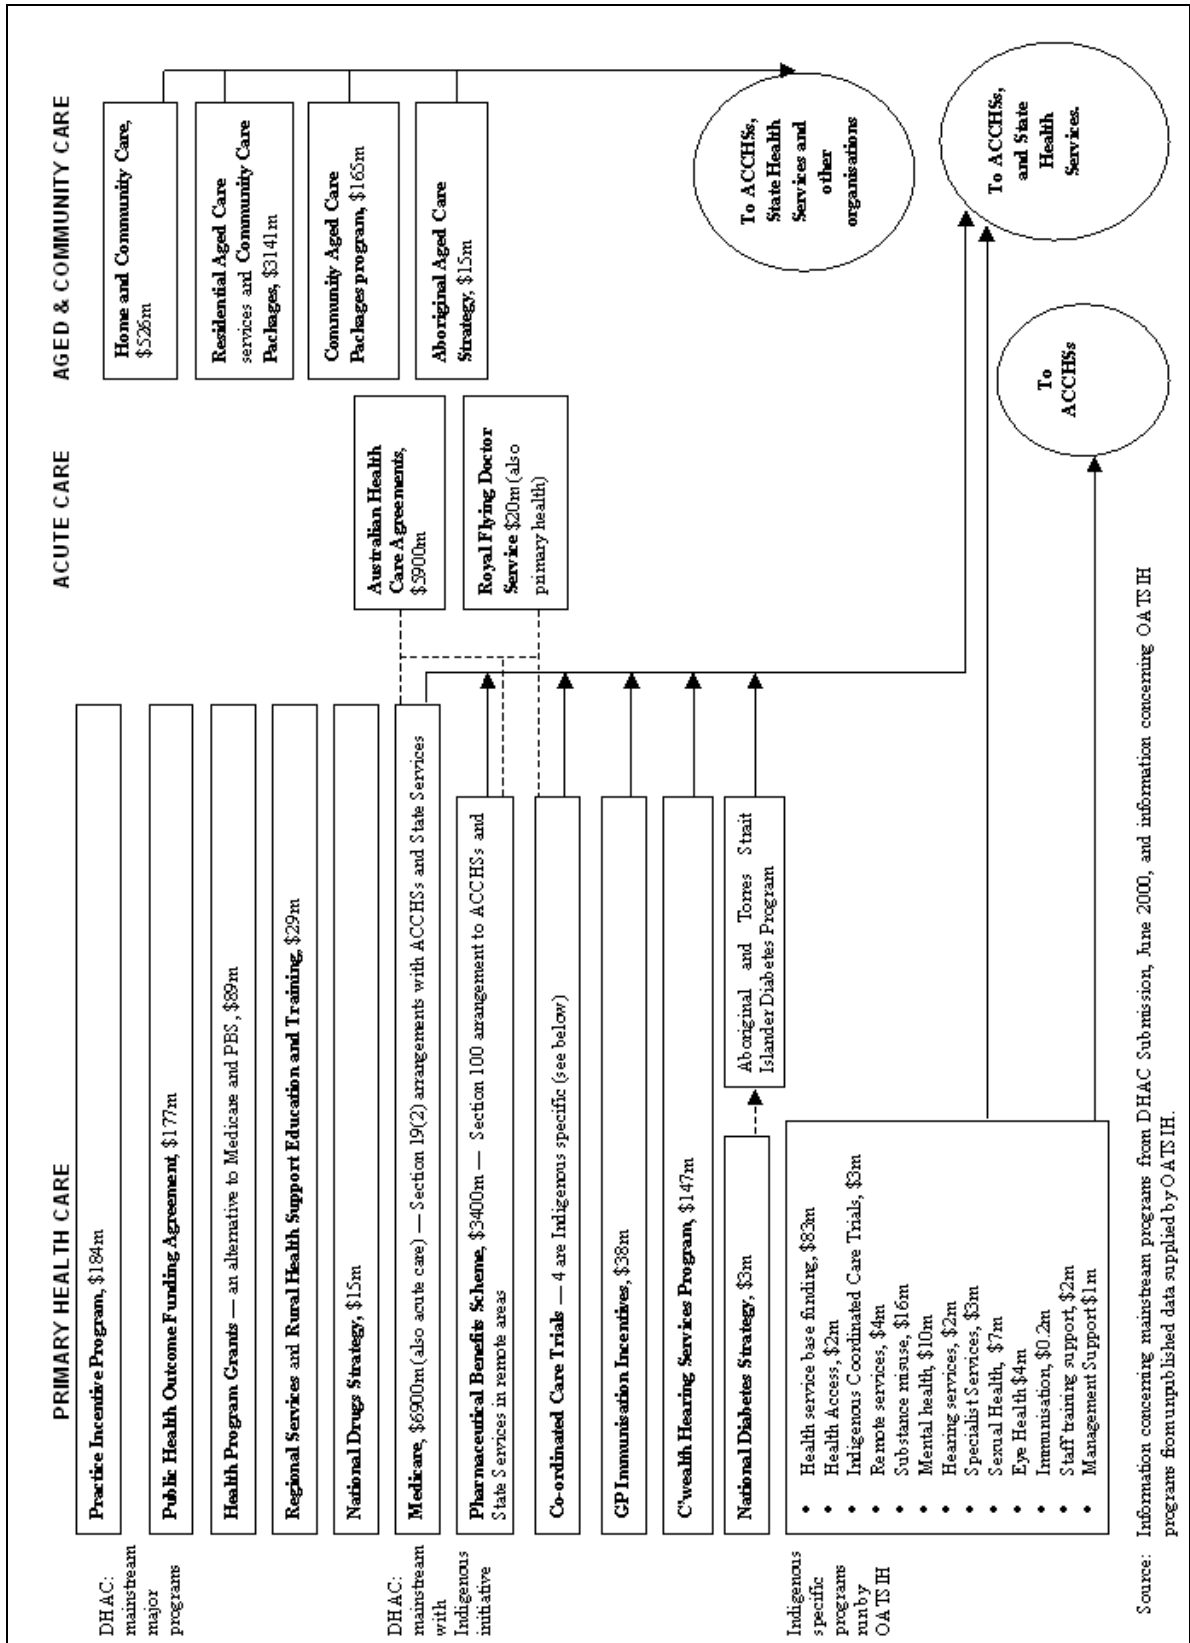 PRIMARY HEALTH CARE
ACUTE CARE
AGED & COMMUNITY CARE
DHAC:
mainstream
major
programs
Practice Incentive Program, $184m
Public Health Outcome Funding Agreement, $177m
Health Program Grants — an alternative to Medicare and PBS, $89m
Regional Services and Rural Health Support Education and Training, $29m
National Drugs Strategy, $15m
DHAC:
mainstream
with
Indigenous
initiative
Medicare, $6900m (also acute care) — Section 19(2) arrangements with ACCHSs and State Services
Pharmaceutical Benefits Scheme, $3400m — Section 100 arrangement to ACCHSs and
State Services in remote areas
Co-ordinated Care Trials — 4 are Indigenous specific (see below)
GP Immunisation Incentives, $38m
C'wealth Hearing Services Program, $147m
National Diabetes Strategy, $3m
Aboriginal and Torres Strait
Islander Diabetes Program
Indigenous
specific
programs
run by
OATSIH
• Health service base funding, $83m
• Health Access, $2m
• Indigenous Coordinated Care Trials, $3m
• Remote services, $4m
• Substance misuse, $16m
• Mental health, $10m
• Hearing services, $2m
• Specialist Services, $3m
• Sexual Health, $7m
• Eye Health $4m
• Immunisation, $0.2m
• Staff training support, $2m
• Management Support $1m
Australian Health
Care Agreements,
$5900m
Royal Flying Doctor
Service $20m (also
primary health)
Home and Community Care,
$526m
Residential Aged Care
services and Community Care
Packages, $3141m
Community Aged Care
Packages program, $165m
Aboriginal Aged Care
Strategy, $15m
To ACCHSs,
State Health
Services and
other
organisations
To ACCHSs,
and State
Health
Services.
To
ACCHSs
Source: Information concerning mainstream programs from DHAC Submission, June 2000, and information concerning OATSIH
programs from unpublished data supplied by OATSIH.